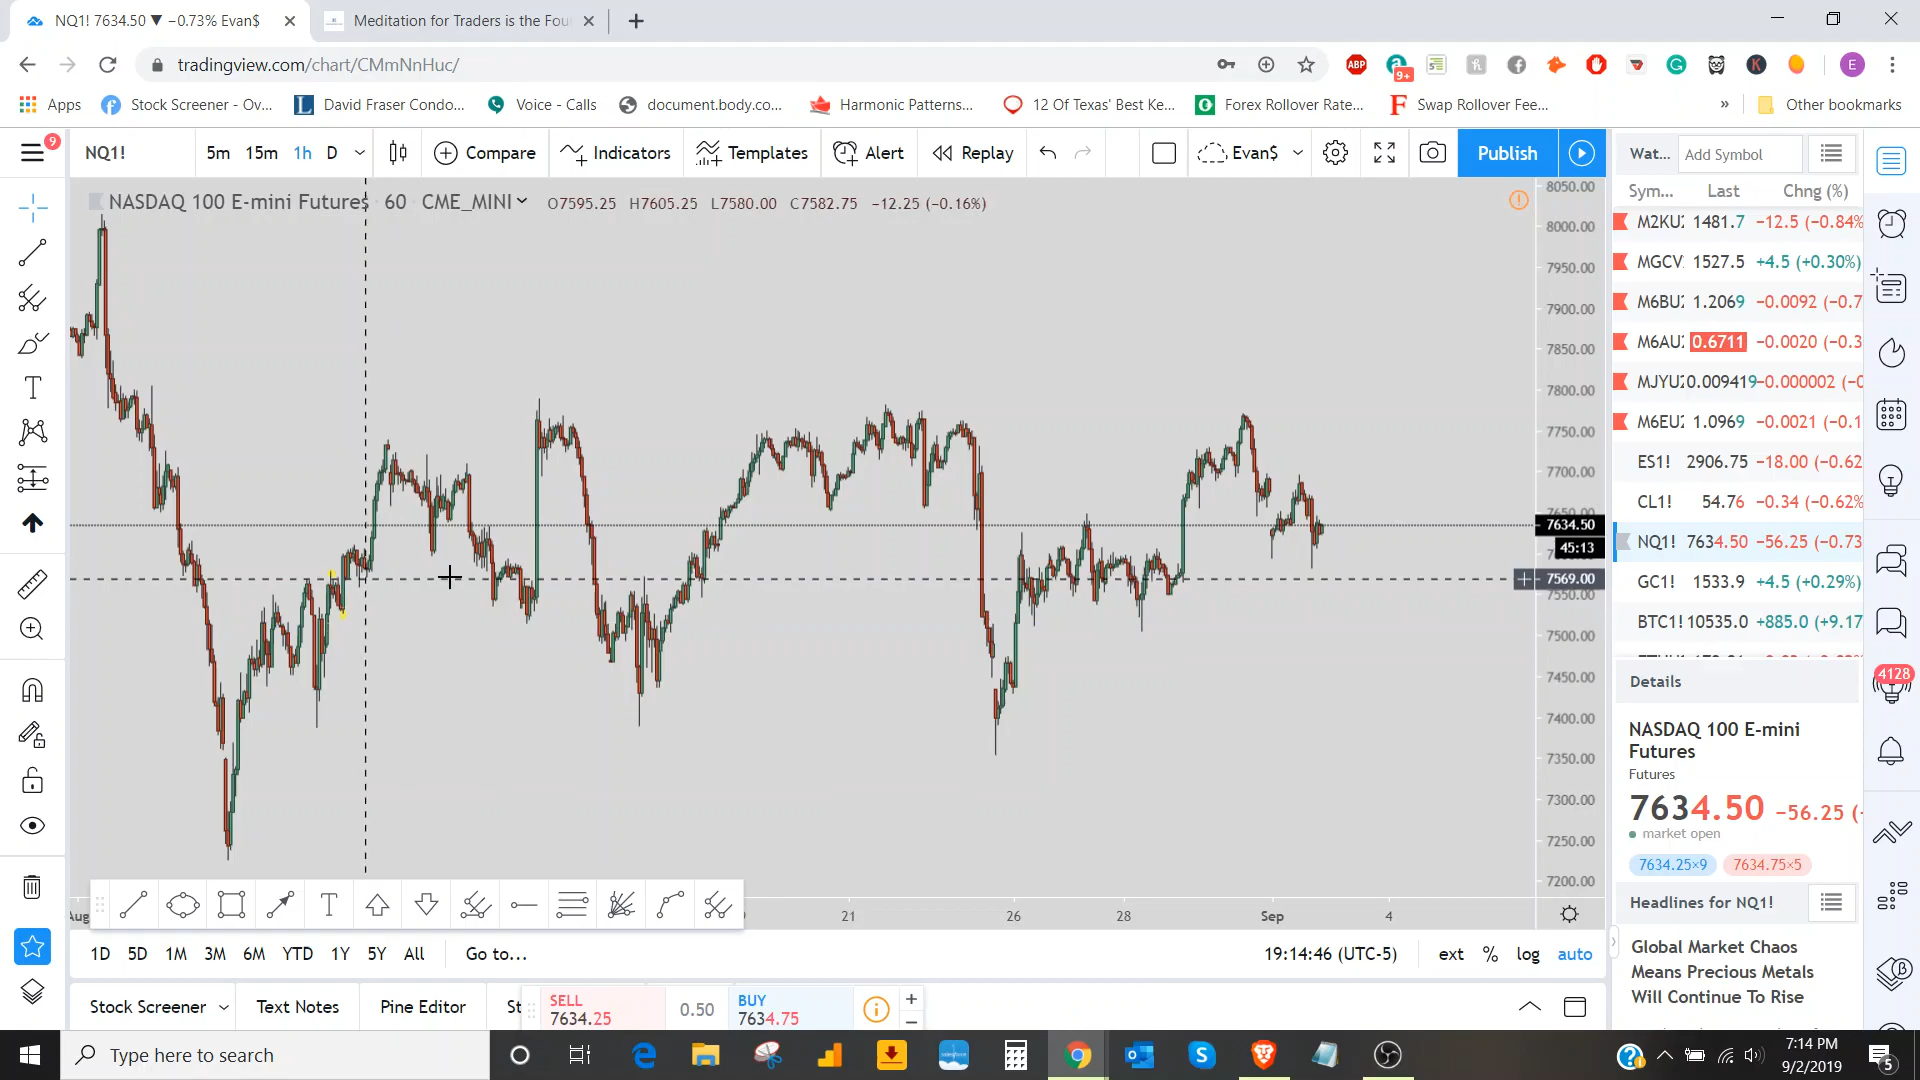 NQ1! 7634.50 ▼ −0.73% Evan$
Meditation for Traders is the Fou
tradingview.com/chart/CMmNnHuc/
ABP
9+
E
Apps
Stock Screener - Ov...
David Fraser Condo...
Voice - Calls
document.body.co...
Harmonic Patterns...
12 Of Texas' Best Ke...
Forex Rollover Rate...
Swap Rollover Fee...
»
Other bookmarks
9
NQ1!
5m
15m
1h
D
Compare
Indicators
Templates
Alert
Replay
Evan$
Publish
Wat...
Add Symbol
NASDAQ 100 E-mini Futures · 60 · CME_MINI
O7595.25 H7605.25 L7580.00 C7582.75 −12.25 (−0.16%)
8050.00
8000.00
7950.00
7900.00
7850.00
7800.00
7750.00
7700.00
7650.00
7634.50
45:13
7569.00
7550.00
7500.00
7450.00
7400.00
7350.00
7300.00
7250.00
7200.00
Aug
21
26
28
Sep
4
Sym...
Last
Chng (%)
M2KU2 1481.7 −12.5 (−0.84%
MGCV 1527.5 +4.5 (+0.30%)
M6BU2 1.2069 −0.0092 (−0.7
M6AU2 0.6711 −0.0020 (−0.3
MJYU2 0.009419 −0.000002 (−0
M6EU2 1.0969 −0.0021 (−0.1
ES1! 2906.75 −18.00 (−0.62
CL1! 54.76 −0.34 (−0.62%)
NQ1! 7634.50 −56.25 (−0.73
GC1! 1533.9 +4.5 (+0.29%)
BTC1! 10535.0 +885.0 (+9.17
Details
NASDAQ 100 E-mini
Futures
Futures
7634.50 −56.25 (−
market open
7634.25×9
7634.75×5
Headlines for NQ1!
Global Market Chaos
Means Precious Metals
Will Continue To Rise
4128
1D
5D
1M
3M
6M
YTD
1Y
5Y
All
Go to...
19:14:46 (UTC-5)
ext
%
log
auto
Stock Screener
Text Notes
Pine Editor
St
SELL
7634.25
0.50
BUY
7634.75
Type here to search
7:14 PM
9/2/2019
5